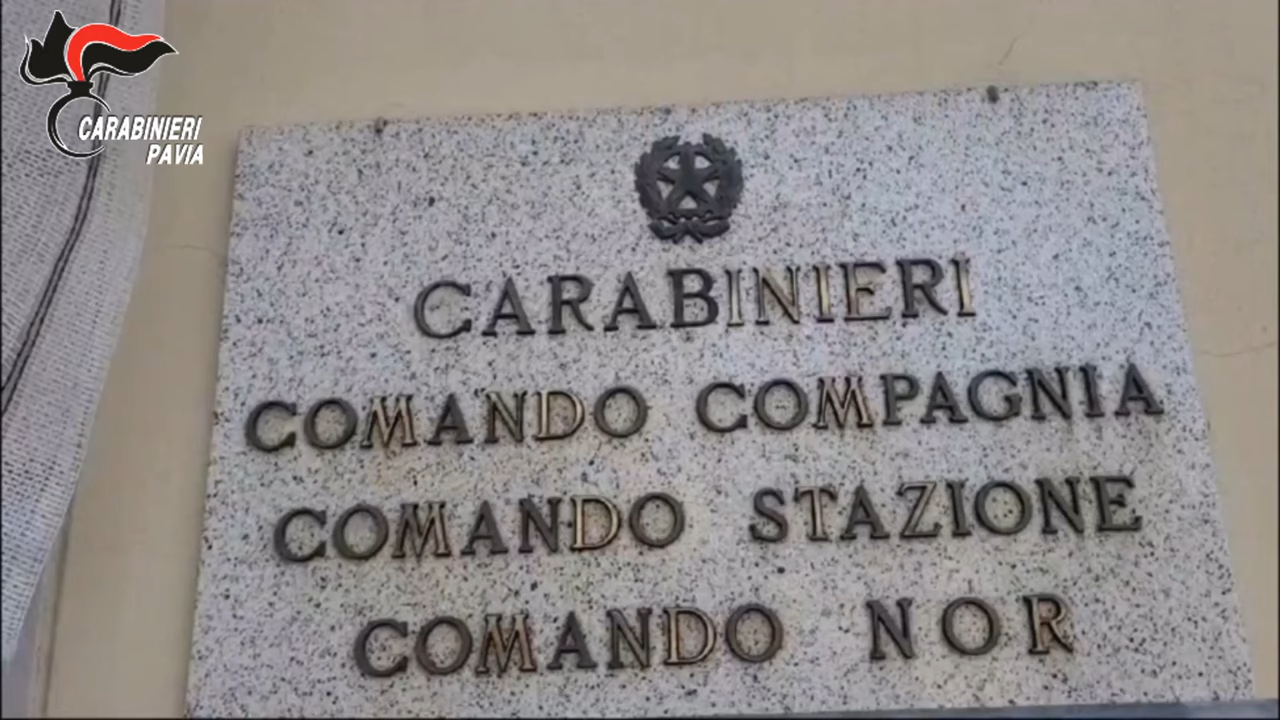 CARABINIERI
PAVIA
CARABINIERI
COMANDO COMPAGNIA
COMANDO STAZIONE
COMANDO NOR